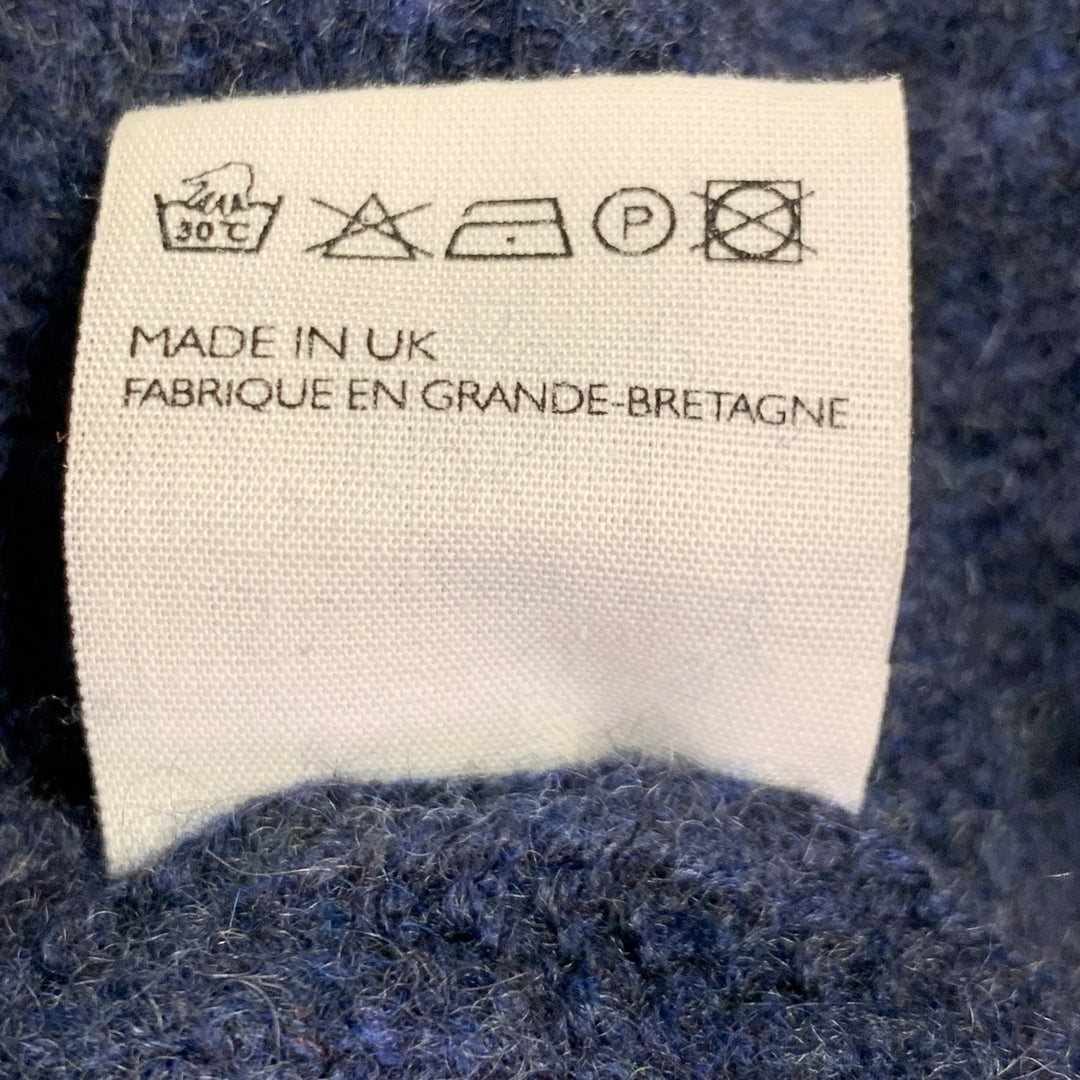 30°C
P
MADE IN UK
FABRIQUE EN GRANDE-BRETAGNE